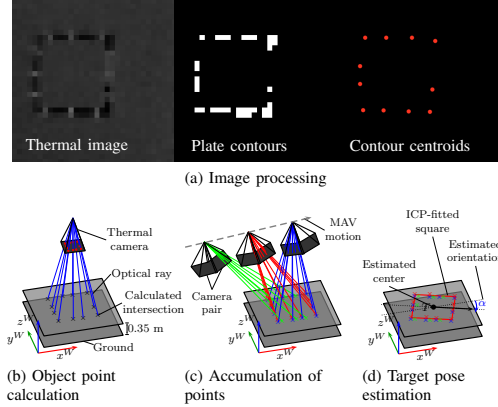 Thermal image
Plate contours
Contour centroids
(a) Image processing
Thermal
camera
Optical ray
Calculated
intersection
0.35 m
Ground
z^W
y^W
x^W
(b) Object point
calculation
MAV
motion
Camera
pair
z^W
y^W
x^W
(c) Accumulation of
points
ICP-fitted
square
Estimated
orientation
Estimated
center
α
z^W
y^W
x^W
(d) Target pose
estimation